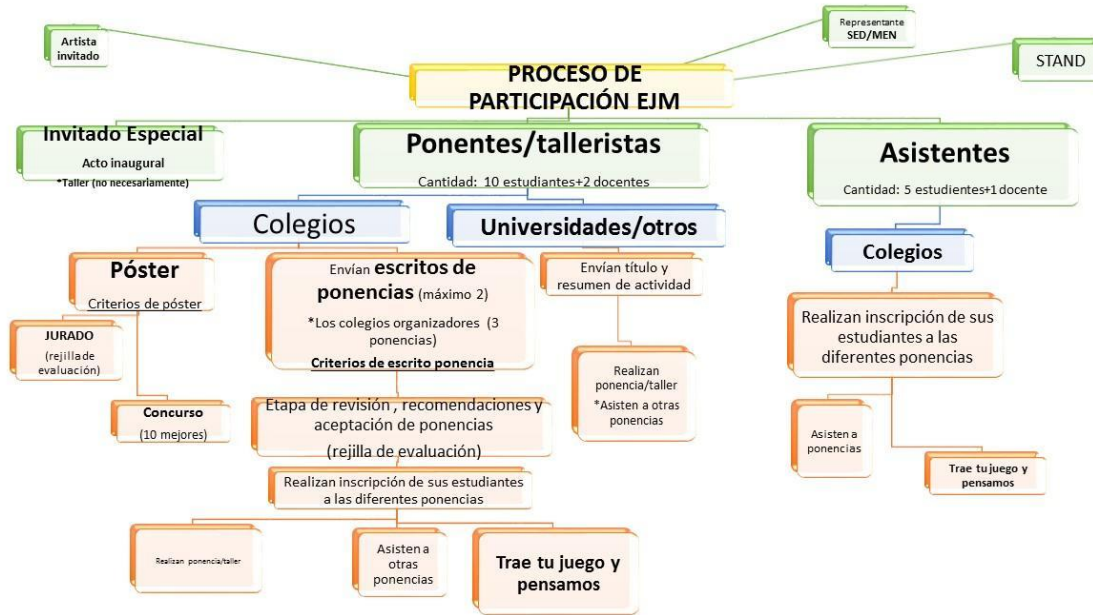 Artista
invitado
Representante
SED/MEN
STAND
PROCESO DE
PARTICIPACIÓN EJM
Invitado Especial
Acto inaugural
*Taller (no necesariamente)
Ponentes/talleristas
Cantidad: 10 estudiantes+2 docentes
Asistentes
Cantidad: 5 estudiantes+1 docente
Colegios
Universidades/otros
Colegios
Póster
Criterios de póster
JURADO
(rejilla de
evaluación)
Concurso
(10 mejores)
Envían escritos de
ponencias (máximo 2)
*Los colegios organizadores (3
ponencias)
Criterios de escrito ponencia
Etapa de revisión , recomendaciones y
aceptación de ponencias
(rejilla de evaluación)
Realizan inscripción de sus estudiantes
a las diferentes ponencias
Realizan ponencia/taller
Asisten a
otras
ponencias
Trae tu juego y
pensamos
Envían título y
resumen de actividad
Realizan
ponencia/taller
*Asisten a otras
ponencias
Realizan inscripción de sus
estudiantes a las
diferentes ponencias
Asisten a
ponencias
Trae tu juego y
pensamos